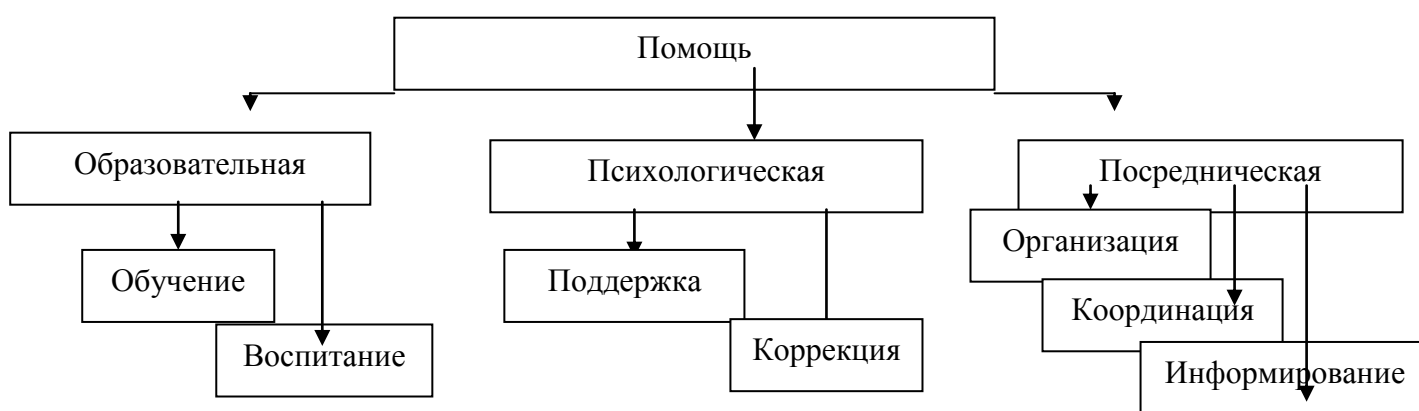 Помощь
Образовательная
Психологическая
Посредническая
Обучение
Воспитание
Поддержка
Коррекция
Организация
Координация
Информирование